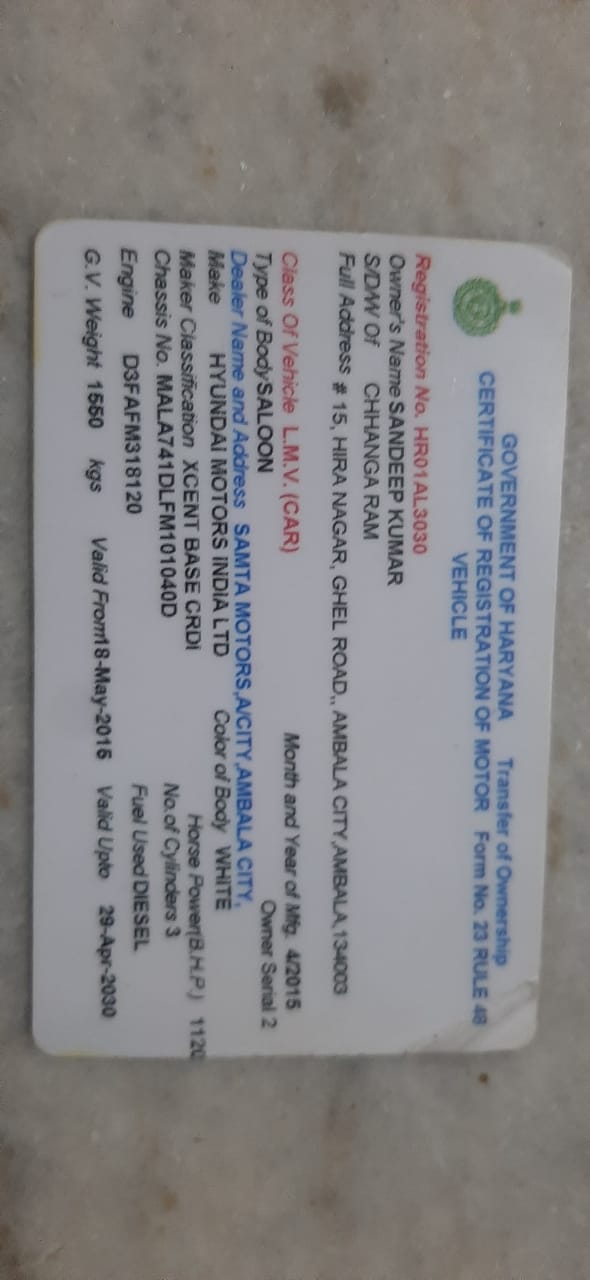 GOVERNMENT OF HARYANA Transfer of Ownership
CERTIFICATE OF REGISTRATION OF MOTOR Form No. 23 RULE 48
VEHICLE
Registration No. HR01AL3030
Owner's Name SANDEEP KUMAR
S/D/W Of CHHANGA RAM
Full Address # 15, HIRA NAGAR, GHEL ROAD,, AMBALA CITY,AMBALA,134003
Class Of Vehicle L.M.V. (CAR) Month and Year of Mfg. 4/2015
Type of Body SALOON Owner Serial 2
Dealer Name and Address SAMTA MOTORS,A/CITY,AMBALA CITY,
Make HYUNDAI MOTORS INDIA LTD Color of Body WHITE
Maker Classification XCENT BASE CRDI Horse Power(B.H.P.) 1120
Chassis No. MALA741DLFM101040D No.of Cylinders 3
Engine D3FAFM318120 Fuel Used DIESEL
G.V. Weight 1550 kgs Valid From 18-May-2015 Valid Upto 29-Apr-2030